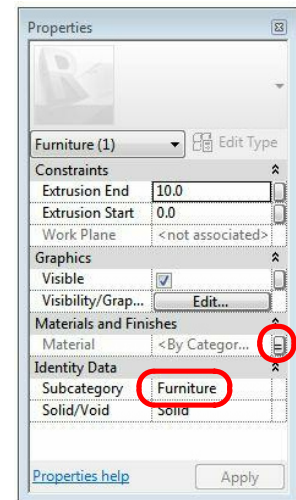 Properties
Furniture (1) Edit Type
Constraints
Extrusion End 10.0
Extrusion Start 0.0
Work Plane <not associated>
Graphics
Visible
Visibility/Grap... Edit...
Materials and Finishes
Material <By Categor...
Identity Data
Subcategory Furniture
Solid/Void Solid
Properties help Apply